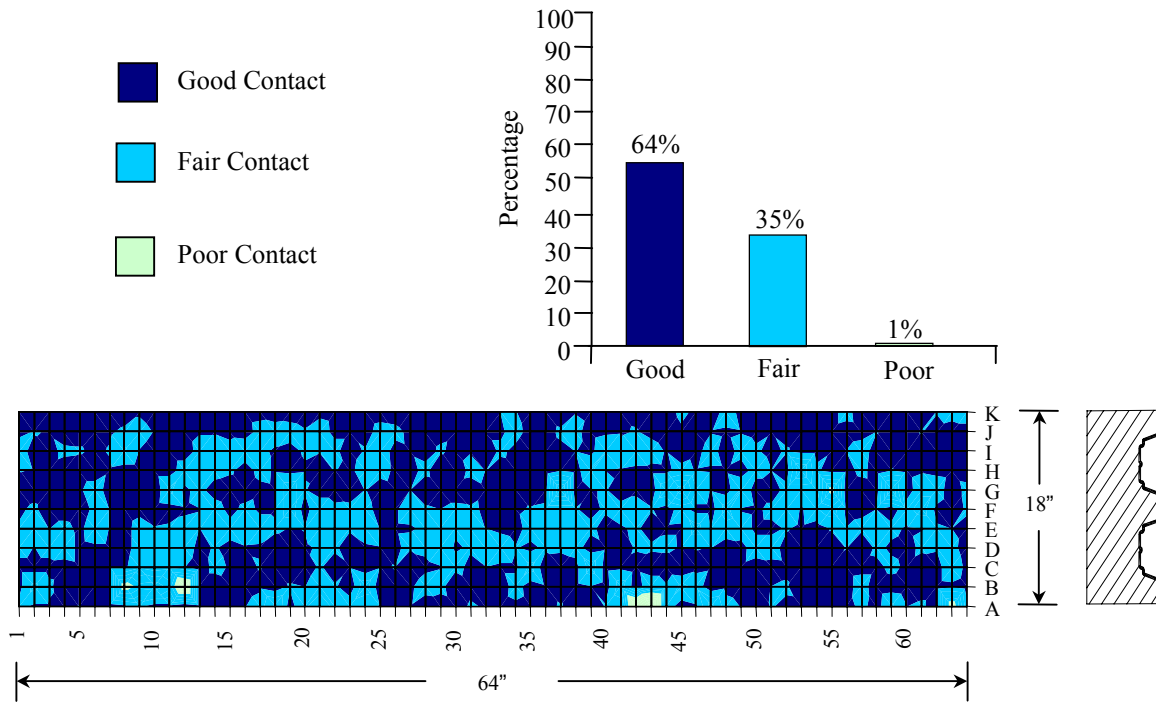 Good Contact
Fair Contact
Poor Contact
Percentage
100
90
80
70
60
50
40
30
20
10
0
64%
35%
1%
Good Fair Poor
K
J
I
H
G
F
E
D
C
B
A
18”
1 5 10 15 20 25 30 35 40 45 50 55 60
64”